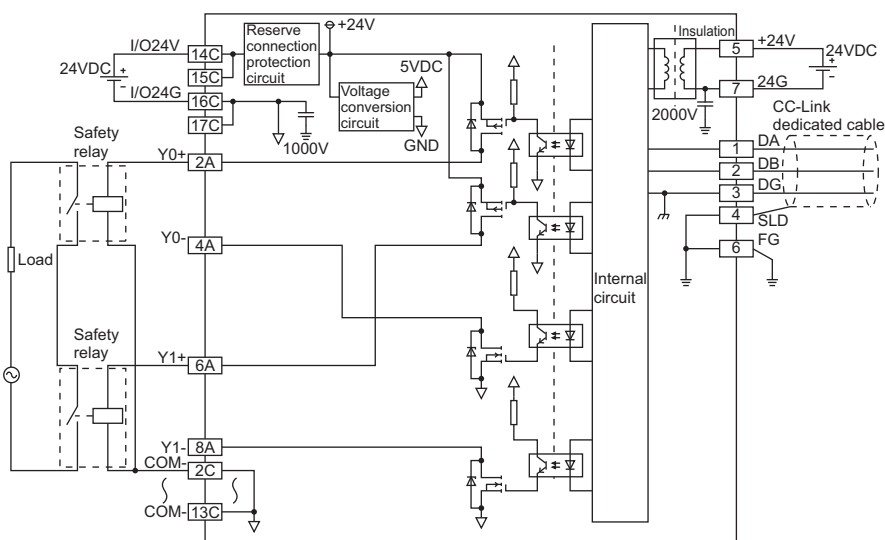 +24V
I/O24V
14C
24VDC
+
-
15C
I/O24G
16C
17C
Reserve
connection
protection
circuit
5VDC
Voltage
conversion
circuit
1000V
GND
Insulation
5
+24V
24VDC
+
-
7
24G
2000V
CC-Link
dedicated cable
1
DA
2
DB
3
DG
4
SLD
6
FG
Safety
relay
Y0+
2A
Y0-
4A
Load
Internal
circuit
Safety
relay
Y1+
6A
Y1-
8A
COM-
2C
COM-
13C